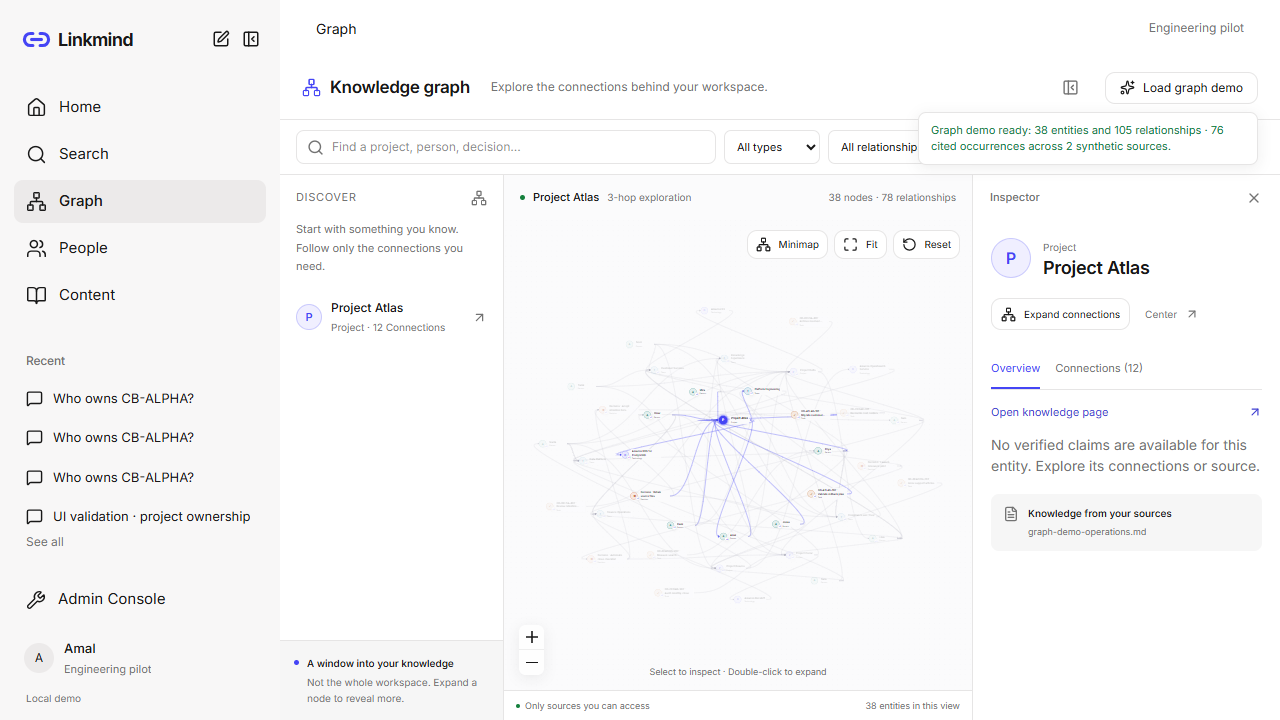 Linkmind
Home
Search
Graph
People
Content
Recent
Who owns CB-ALPHA?
Who owns CB-ALPHA?
Who owns CB-ALPHA?
UI validation · project ownership
See all
Admin Console
A
Amal
Engineering pilot
Local demo
Graph
Engineering pilot
Knowledge graph
Explore the connections behind your workspace.
Load graph demo
Find a project, person, decision...
All types
All relationship
Graph demo ready: 38 entities and 105 relationships · 76
cited occurrences across 2 synthetic sources.
DISCOVER
Start with something you know.
Follow only the connections you
need.
P
Project Atlas
Project · 12 Connections
A window into your knowledge
Not the whole workspace. Expand a
node to reveal more.
Project Atlas
3-hop exploration
38 nodes · 78 relationships
Minimap
Fit
Reset
Select to inspect · Double-click to expand
Only sources you can access
38 entities in this view
Inspector
P
Project
Project Atlas
Expand connections
Center
Overview
Connections (12)
Open knowledge page
No verified claims are available for this
entity. Explore its connections or source.
Knowledge from your sources
graph-demo-operations.md